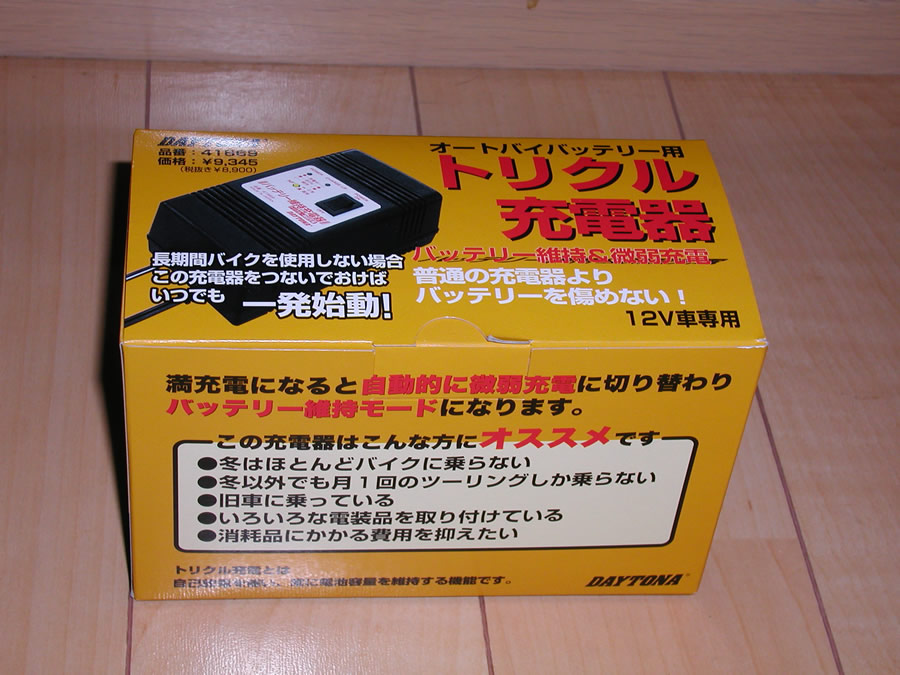 DAYTONA
品番：41669
価格：¥9,345
（税抜き¥8,900）
オートバイバッテリー用
トリクル
充電器
バッテリー維持＆微弱充電
普通の充電器より
バッテリーを傷めない！
12V車専用
長期間バイクを使用しない場合
この充電器をつないでおけば
いつでも 一発始動！
満充電になると自動的に微弱充電に切り替わり
バッテリー維持モードになります。
この充電器はこんな方にオススメです
●冬はほとんどバイクに乗らない
●冬以外でも月１回のツーリングしか乗らない
●旧車に乗っている
●いろいろな電装品を取り付けている
●消耗品にかかる費用を抑えたい
トリクル充電とは
常に電池容量を維持する機能です。
DAYTONA